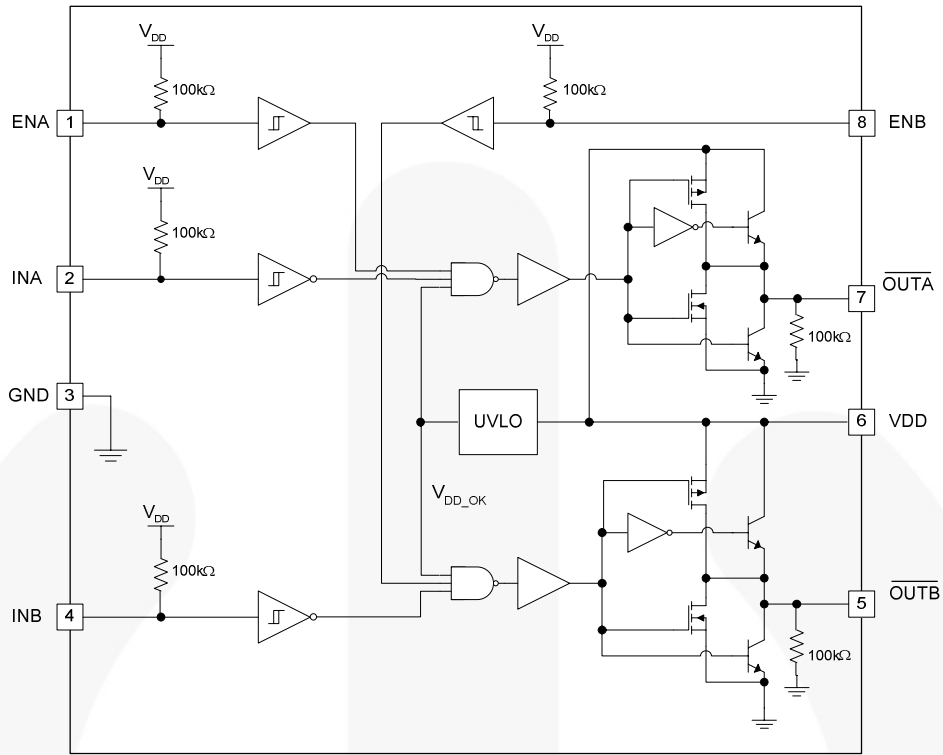 VDD
100kΩ
VDD
100kΩ
ENA 1
8 ENB
VDD
100kΩ
INA 2
7 OUTA
100kΩ
GND 3
UVLO
6 VDD
VDD_OK
VDD
100kΩ
INB 4
5 OUTB
100kΩ